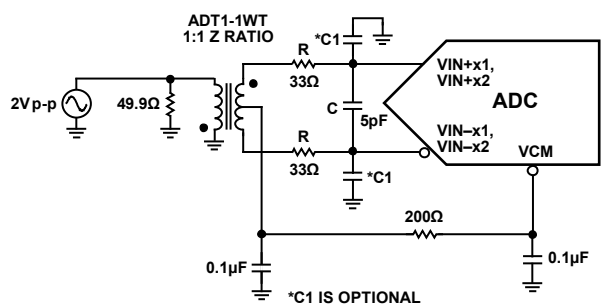 ADT1-1WT
1:1 Z RATIO
*C1
R
33Ω
VIN+x1,
VIN+x2
2V p-p
49.9Ω
C
5pF
ADC
R
33Ω
VIN–x1,
VIN–x2
VCM
*C1
200Ω
0.1µF
0.1µF
*C1 IS OPTIONAL